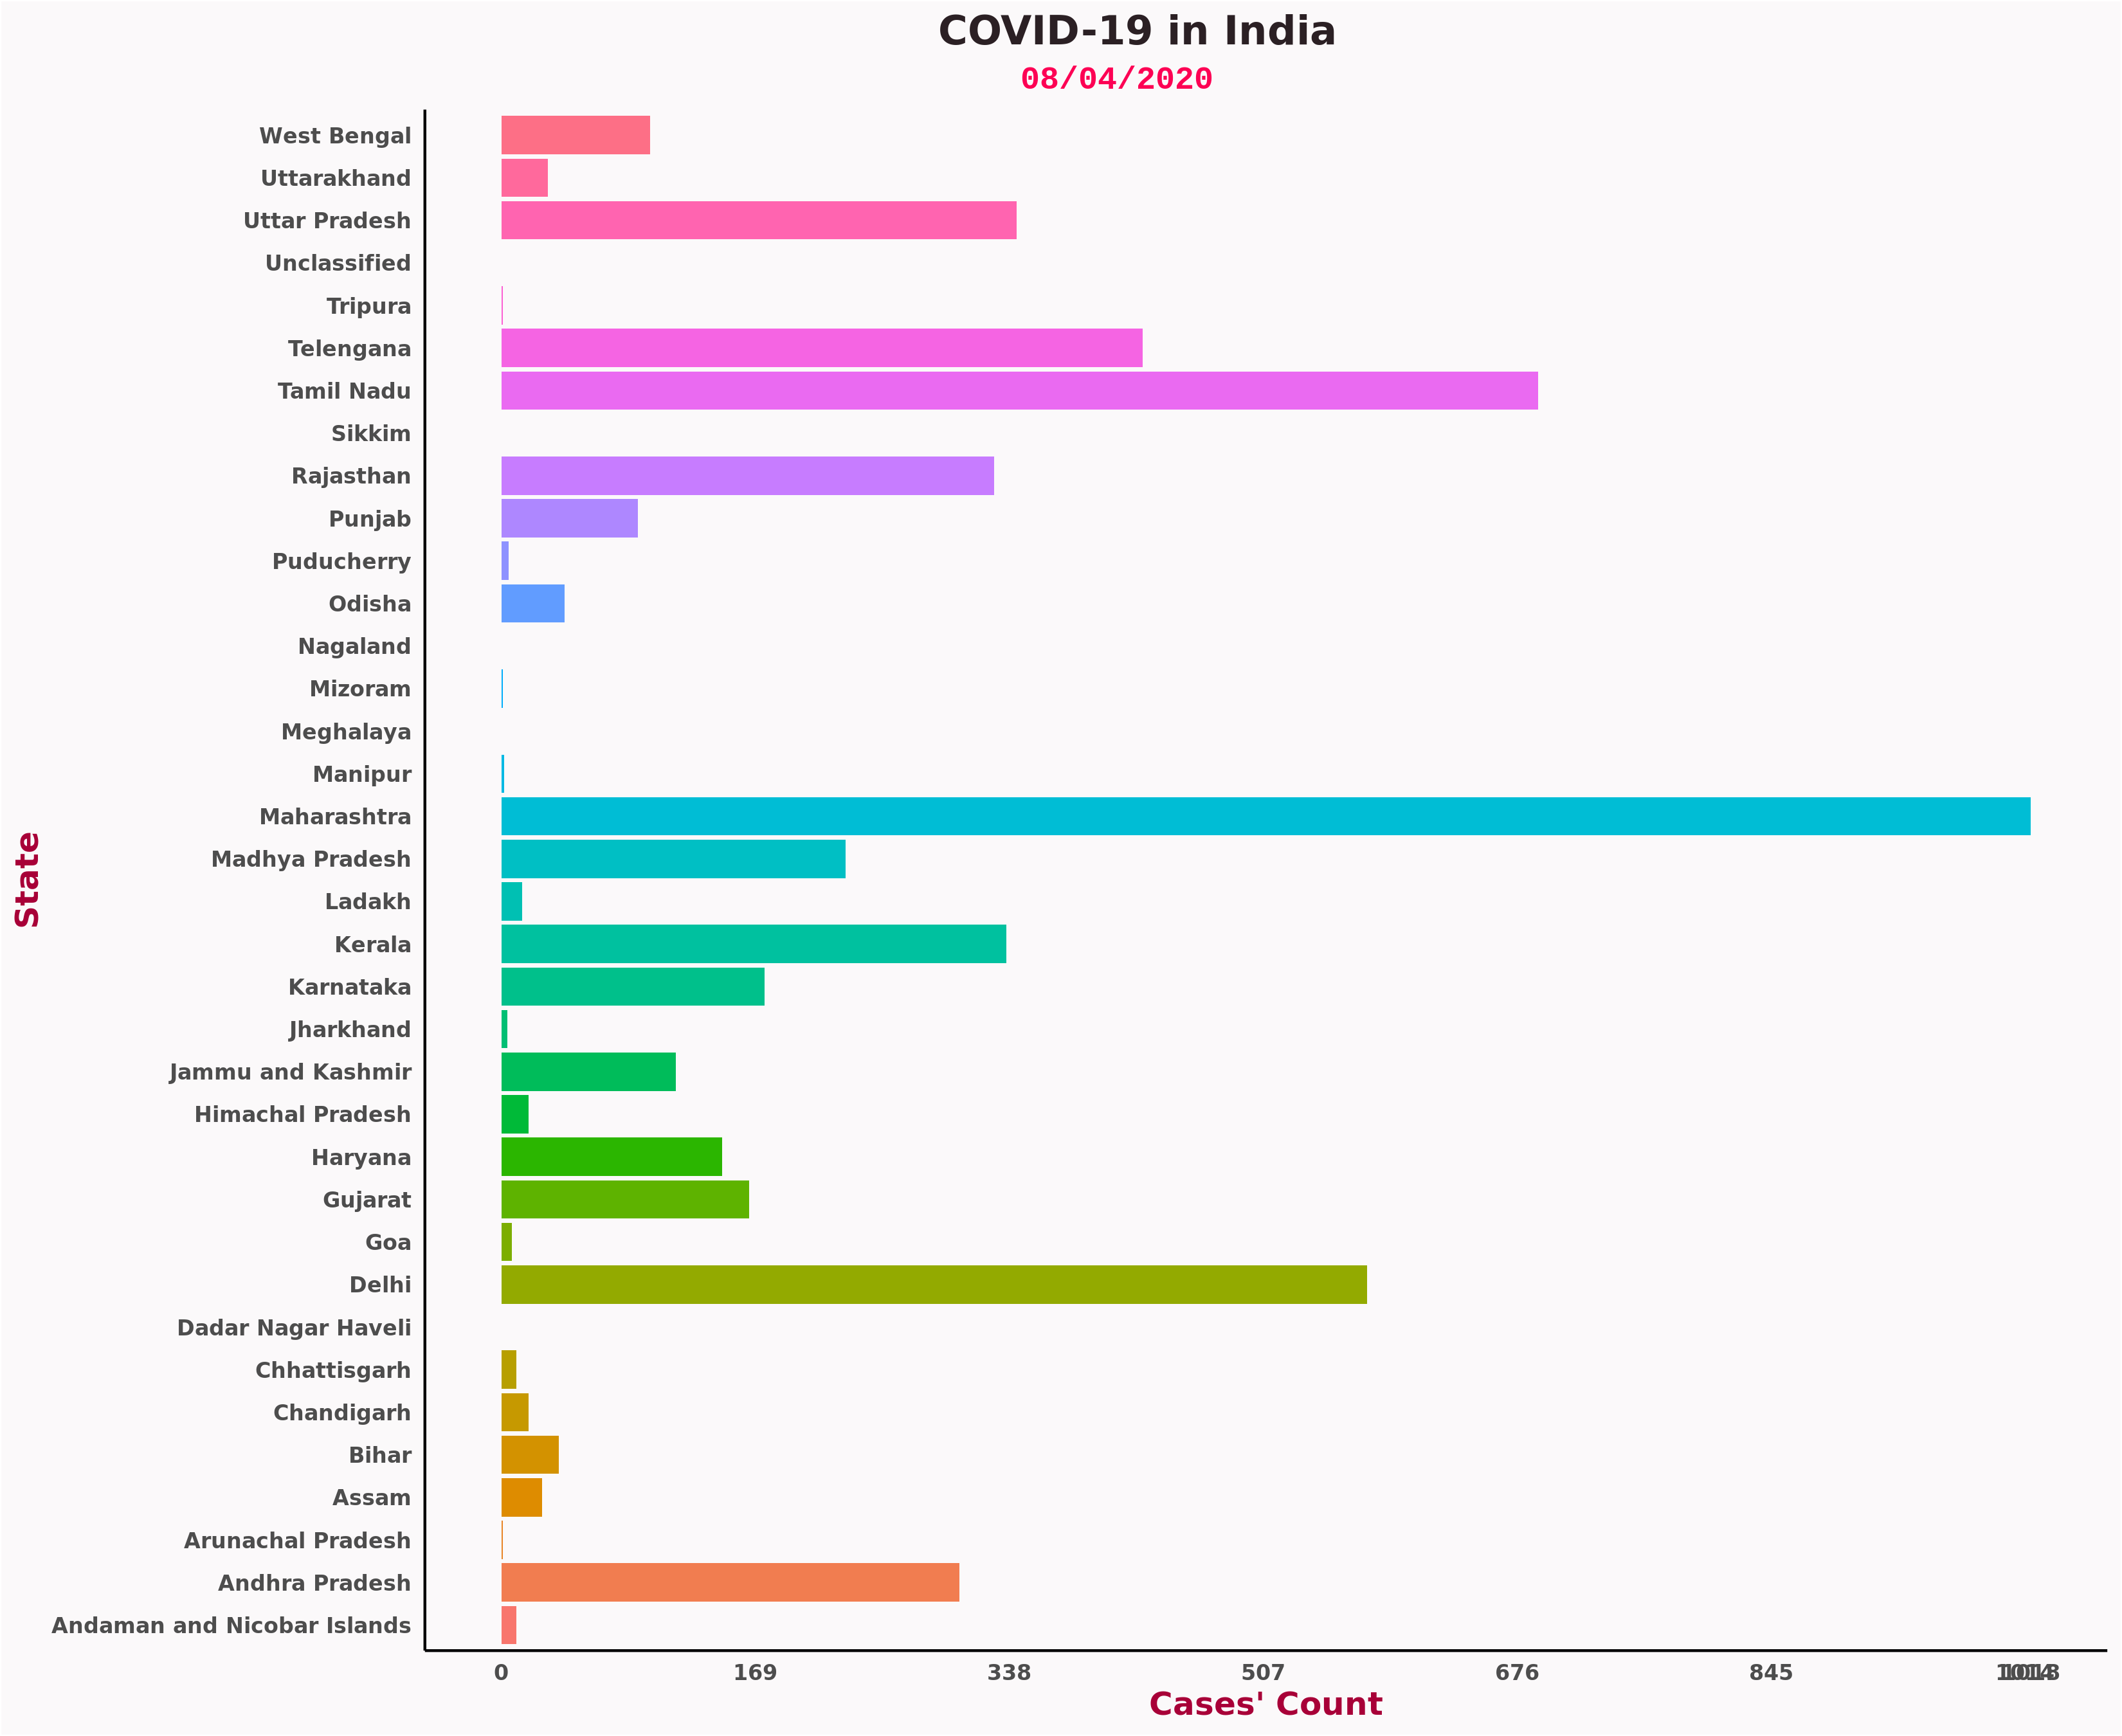 COVID-19 in India
08/04/2020
West Bengal
Uttarakhand
Uttar Pradesh
Unclassified
Tripura
Telengana
Tamil Nadu
Sikkim
Rajasthan
Punjab
Puducherry
Odisha
Nagaland
Mizoram
Meghalaya
Manipur
Maharashtra
Madhya Pradesh
Ladakh
Kerala
Karnataka
Jharkhand
Jammu and Kashmir
Himachal Pradesh
Haryana
Gujarat
Goa
Delhi
Dadar Nagar Haveli
Chhattisgarh
Chandigarh
Bihar
Assam
Arunachal Pradesh
Andhra Pradesh
Andaman and Nicobar Islands
State
0 169 338 507 676 845 1014 1018
Cases' Count